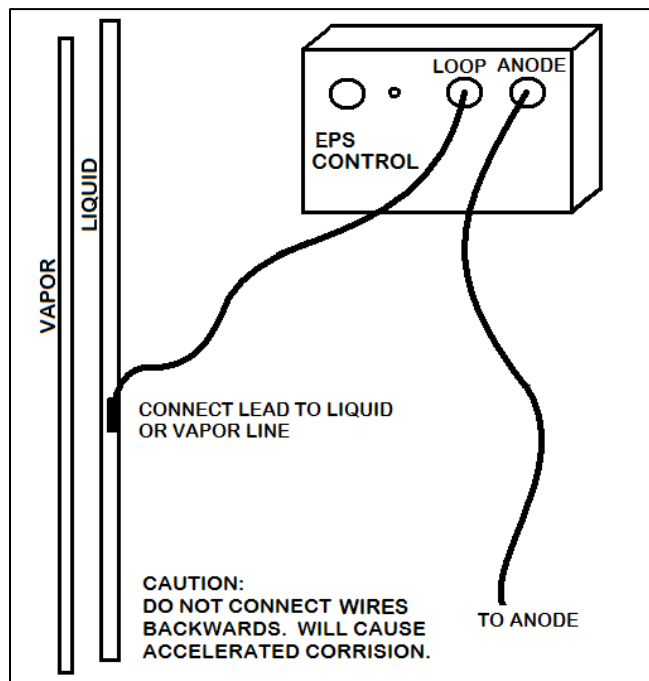 LOOP ANODE
EPS
CONTROL
LIQUID
VAPOR
CONNECT LEAD TO LIQUID
OR VAPOR LINE
CAUTION:
DO NOT CONNECT WIRES
BACKWARDS. WILL CAUSE
ACCELERATED CORRISION.
TO ANODE